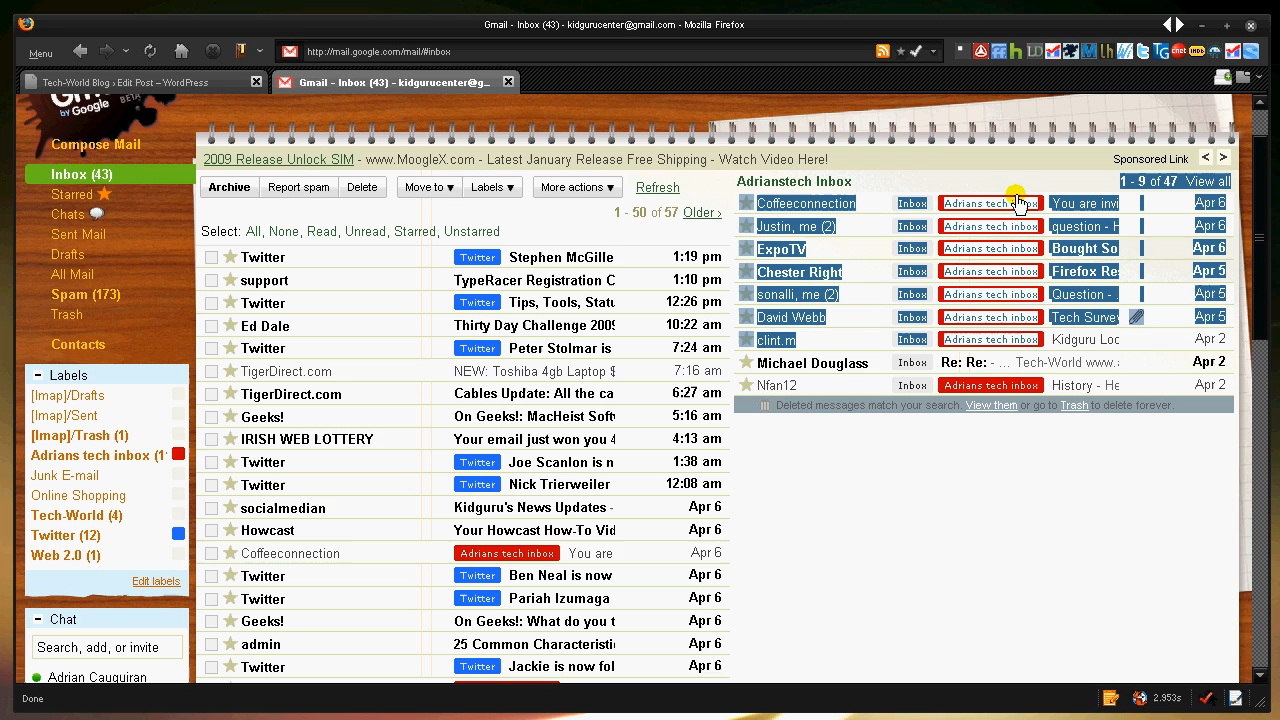 Gmail - Inbox (43) - kidgurucenter@gmail.com - Mozilla Firefox
Menu
http://mail.google.com/mail/#inbox
Tech-World Blog › Edit Post – WordPress
Gmail - Inbox (43) - kidgurucenter@g...
by Google BETA
Compose Mail
Inbox (43)
Starred
Chats
Sent Mail
Drafts
All Mail
Spam (173)
Trash
Contacts
Labels
[Imap]/Drafts
[Imap]/Sent
[Imap]/Trash (1)
Adrians tech inbox (1
Junk E-mail
Online Shopping
Tech-World (4)
Twitter (12)
Web 2.0 (1)
Edit labels
Chat
Search, add, or invite
Adrian Cauguiran
2009 Release Unlock SIM - www.MoogleX.com - Latest January Release Free Shipping - Watch Video Here!
Sponsored Link < >
Archive Report spam Delete Move to ▼ Labels ▼ More actions ▼ Refresh
1 - 50 of 57 Older ›
Select: All, None, Read, Unread, Starred, Unstarred
Twitter Twitter Stephen McGille 1:19 pm
support TypeRacer Registration C 1:10 pm
Twitter Twitter Tips, Tools, Statu 12:26 pm
Ed Dale Thirty Day Challenge 2009 10:22 am
Twitter Twitter Peter Stolmar is 7:24 am
TigerDirect.com NEW: Toshiba 4gb Laptop $ 7:16 am
TigerDirect.com Cables Update: All the ca 6:27 am
Geeks! On Geeks!: MacHeist Soft 5:16 am
IRISH WEB LOTTERY Your email just won you 4 4:13 am
Twitter Twitter Joe Scanlon is n 1:38 am
Twitter Twitter Nick Trierweiler 12:08 am
socialmedian Kidguru's News Updates - Apr 6
Howcast Your Howcast How-To Vid Apr 6
Coffeeconnection Adrians tech inbox You are Apr 6
Twitter Twitter Ben Neal is now Apr 6
Twitter Twitter Pariah Izumaga Apr 6
Geeks! On Geeks!: What do you t Apr 6
admin 25 Common Characteristi Apr 6
Twitter Twitter Jackie is now fol Apr 6
Adrianstech Inbox 1 - 9 of 47 View all
Coffeeconnection Inbox Adrians tech inbox You are invi Apr 6
Justin, me (2) Inbox Adrians tech inbox question - H Apr 6
ExpoTV Inbox Adrians tech inbox Bought So Apr 6
Chester Right Inbox Adrians tech inbox Firefox Res Apr 5
sonalli, me (2) Inbox Adrians tech inbox Question - . Apr 5
David Webb Inbox Adrians tech inbox Tech Survey Apr 5
clint.m Inbox Adrians tech inbox Kidguru Loc Apr 2
Michael Douglass Inbox Re: Re: - ... Tech-World www.a Apr 2
Nfan12 Inbox Adrians tech inbox History - He Apr 2
Deleted messages match your search. View them or go to Trash to delete forever.
Done
2.953s